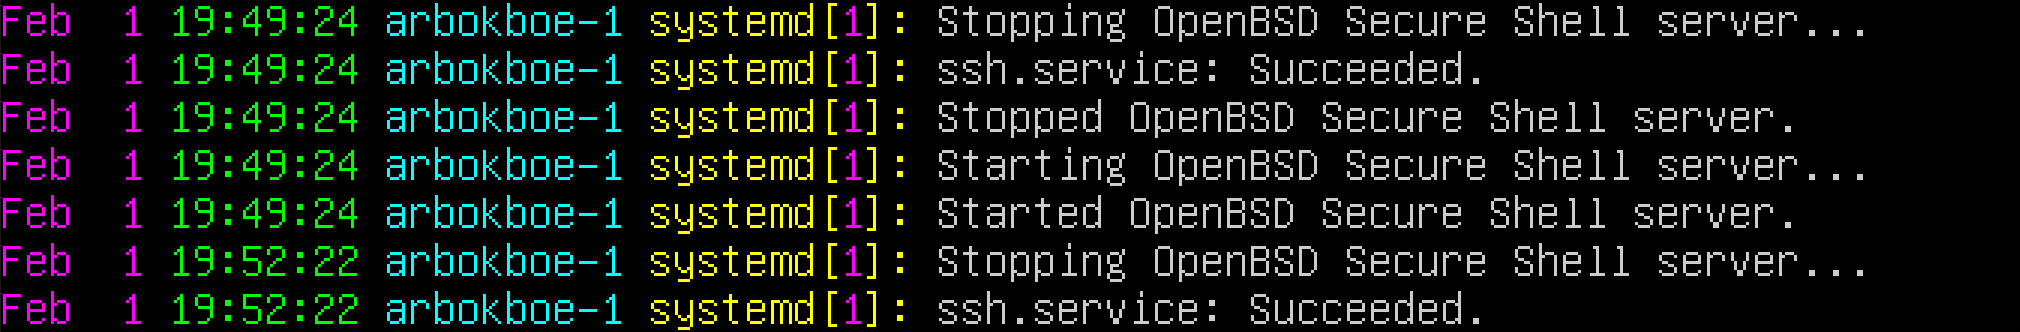 Feb  1 19:49:24 arbokboe-1 systemd[1]: Stopping OpenBSD Secure Shell server...
Feb  1 19:49:24 arbokboe-1 systemd[1]: ssh.service: Succeeded.
Feb  1 19:49:24 arbokboe-1 systemd[1]: Stopped OpenBSD Secure Shell server.
Feb  1 19:49:24 arbokboe-1 systemd[1]: Starting OpenBSD Secure Shell server...
Feb  1 19:49:24 arbokboe-1 systemd[1]: Started OpenBSD Secure Shell server.
Feb  1 19:52:22 arbokboe-1 systemd[1]: Stopping OpenBSD Secure Shell server...
Feb  1 19:52:22 arbokboe-1 systemd[1]: ssh.service: Succeeded.